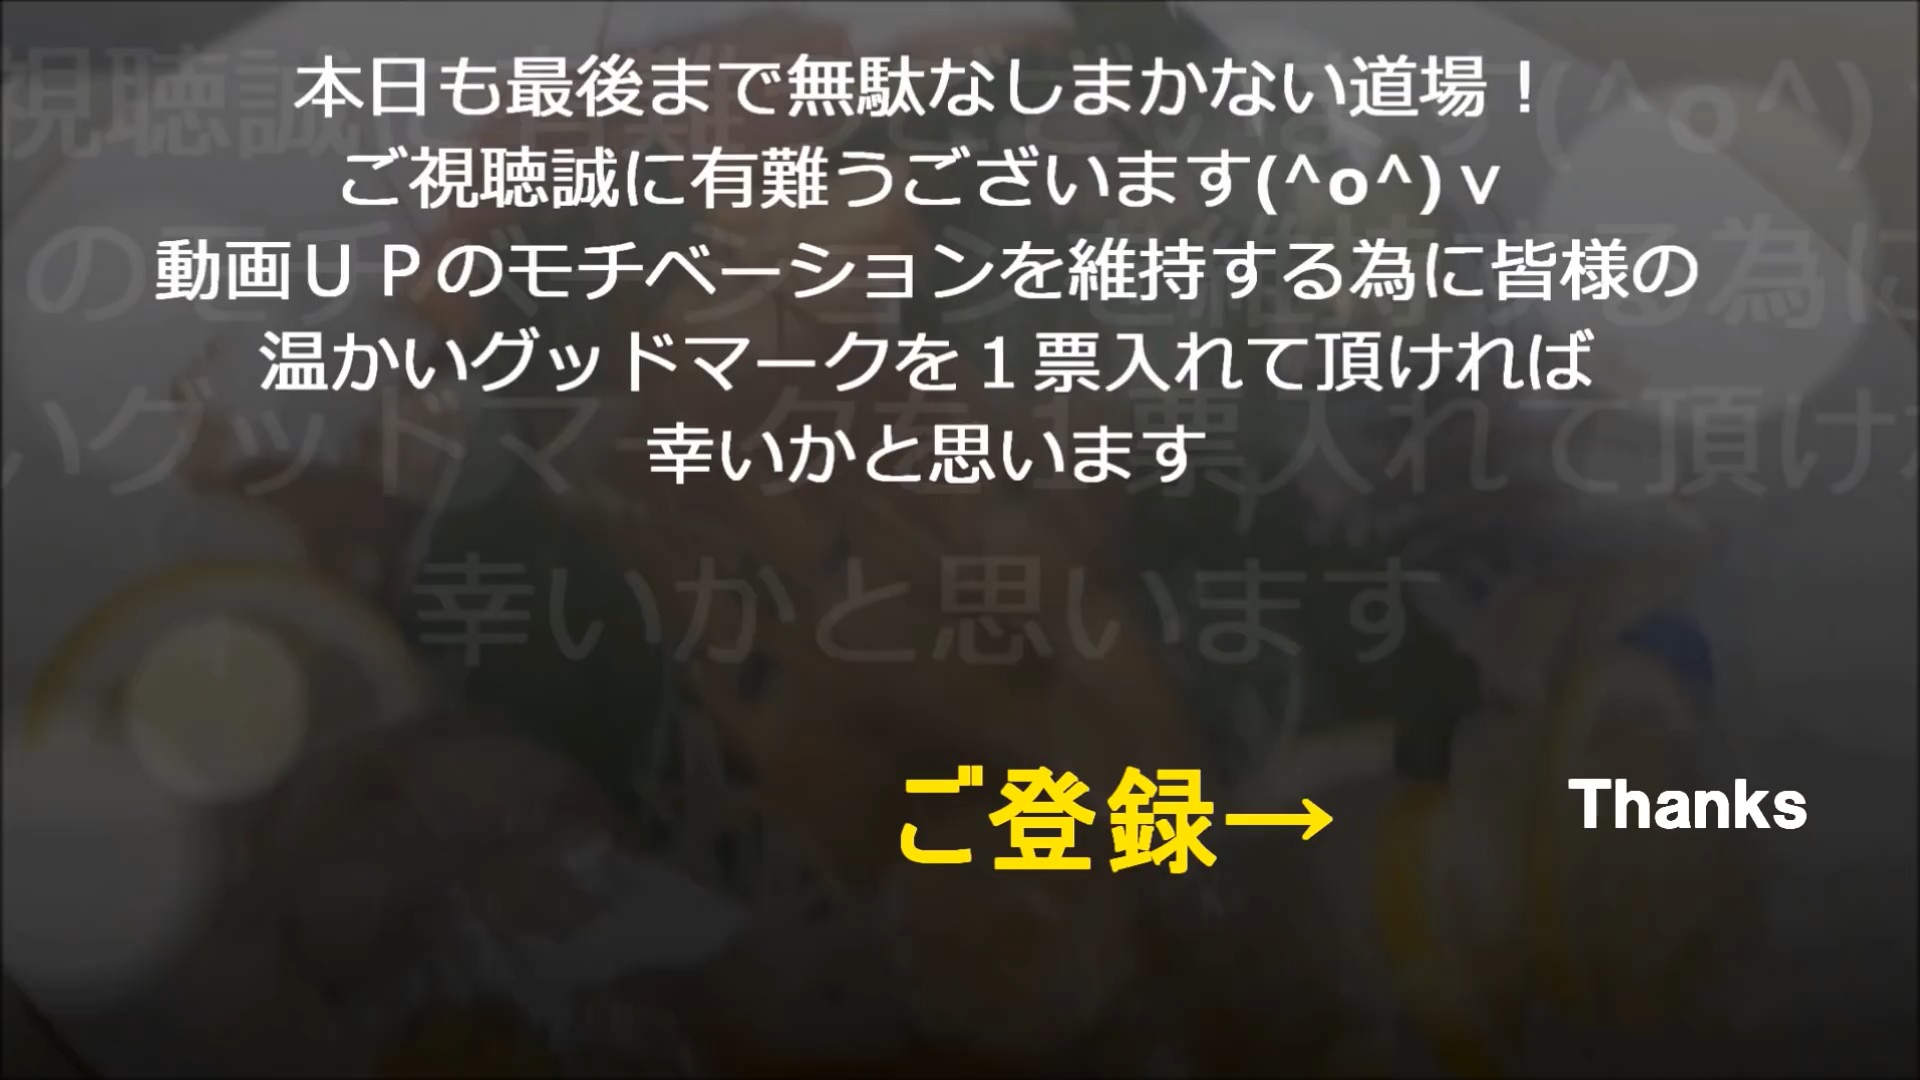 本日も最後まで無駄なしまかない道場！
ご視聴誠に有難うございます(^o^)ｖ
動画ＵＰのモチベーションを維持する為に皆様の
温かいグッドマークを１票入れて頂ければ
幸いかと思います
ご登録→
Thanks